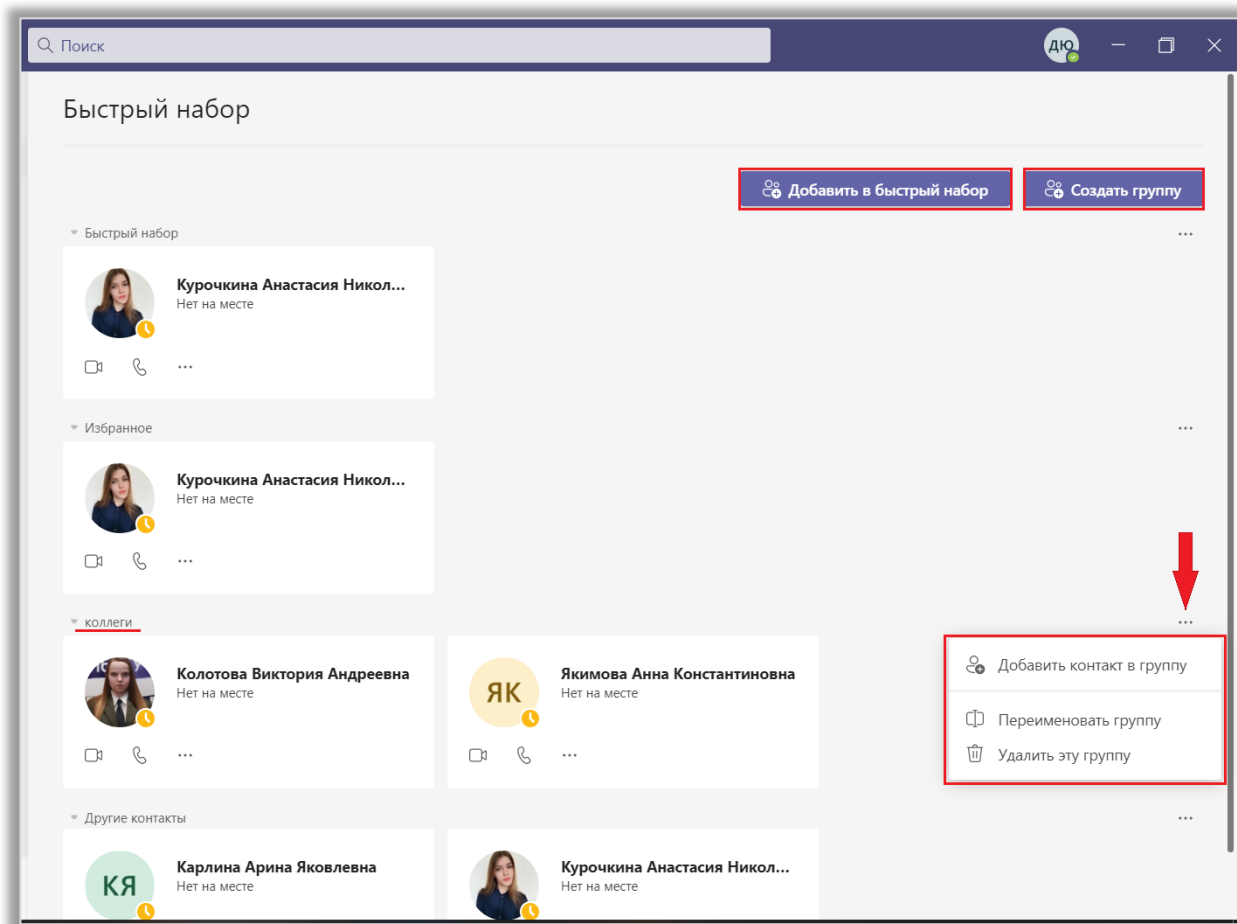 Поиск
ДЮ
Быстрый набор
Добавить в быстрый набор
Создать группу
Быстрый набор
...
Курочкина Анастасия Никол...
Нет на месте
...
Избранное
...
Курочкина Анастасия Никол...
Нет на месте
...
коллеги
...
Колотова Виктория Андреевна
Нет на месте
...
ЯК
Якимова Анна Константиновна
Нет на месте
...
Добавить контакт в группу
Переименовать группу
Удалить эту группу
Другие контакты
...
КЯ
Карлина Арина Яковлевна
Нет на месте
Курочкина Анастасия Никол...
Нет на месте